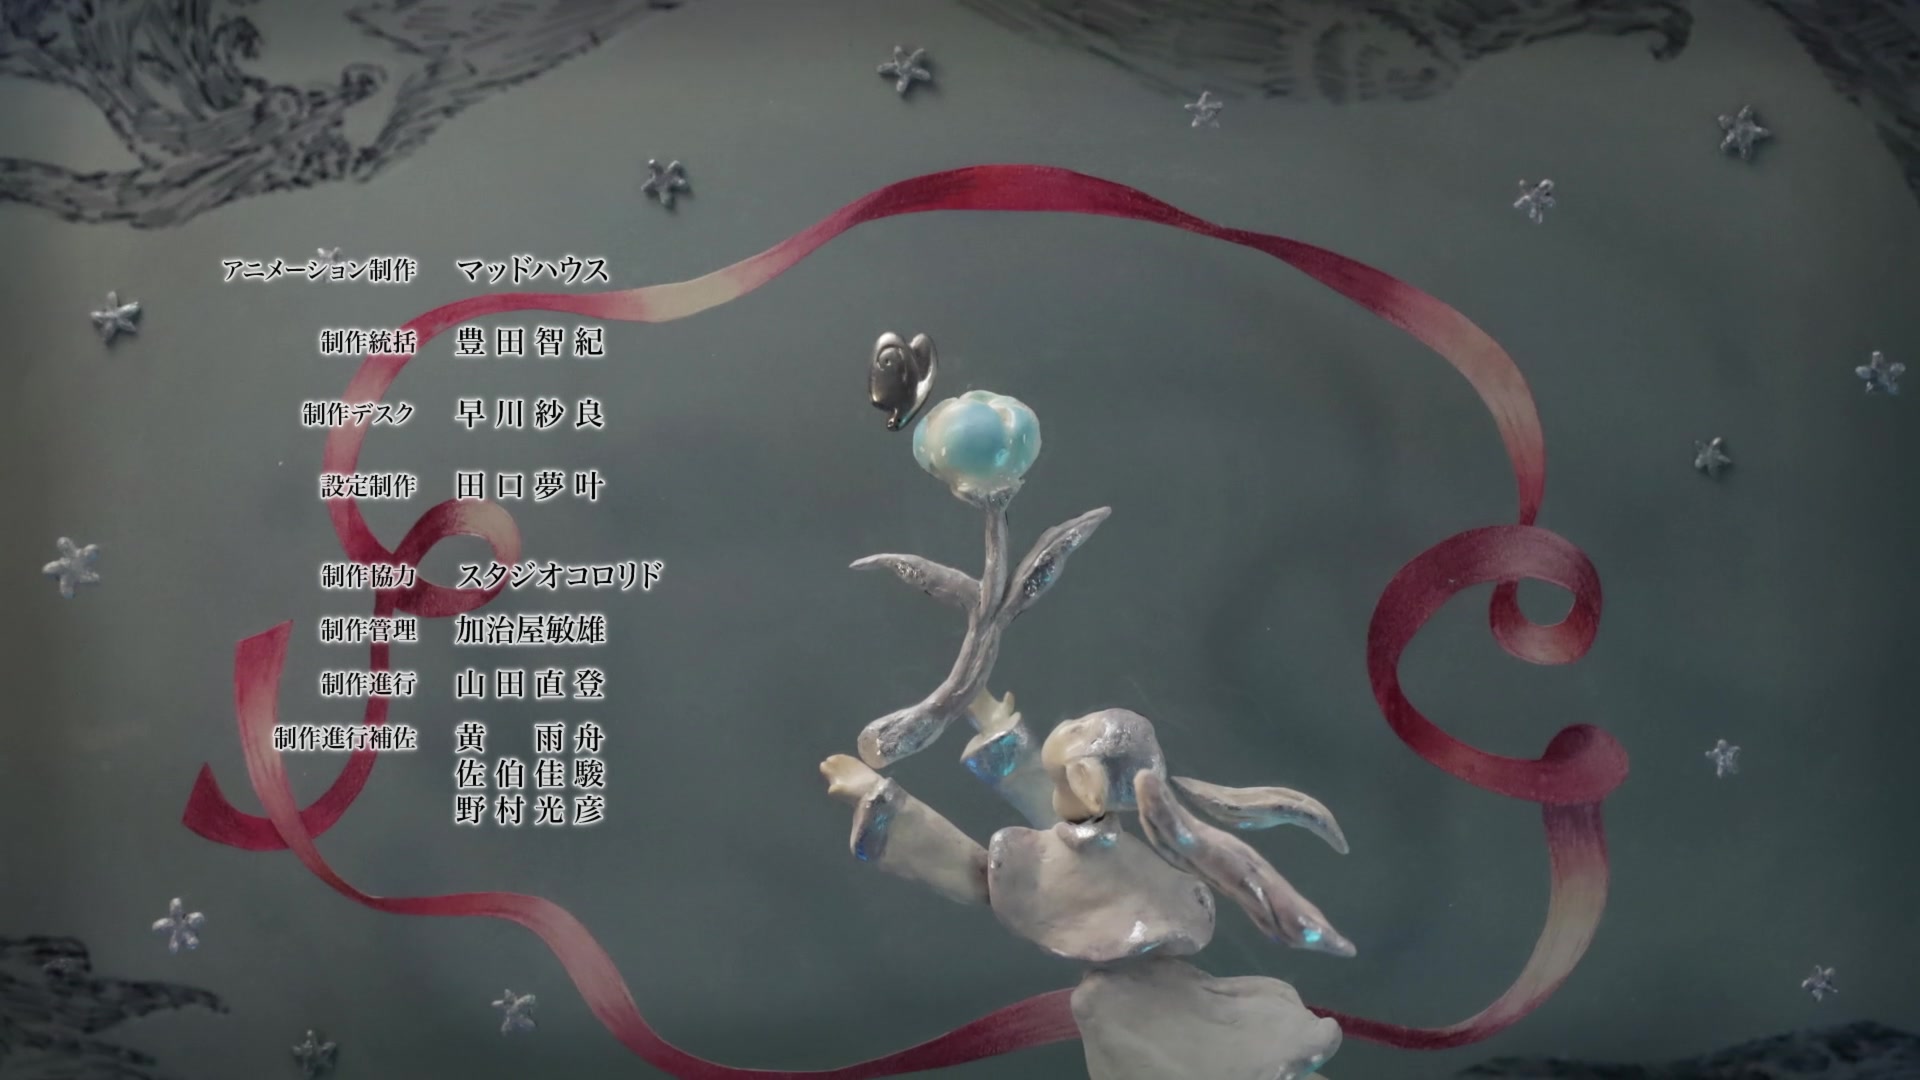 アニメーション制作 マッドハウス
制作統括 豊田智紀
制作デスク 早川紗良
設定制作 田口夢叶
制作協力 スタジオコロリド
制作管理 加治屋敏雄
制作進行 山田直登
制作進行補佐 黄 雨舟
佐伯佳駿
野村光彦